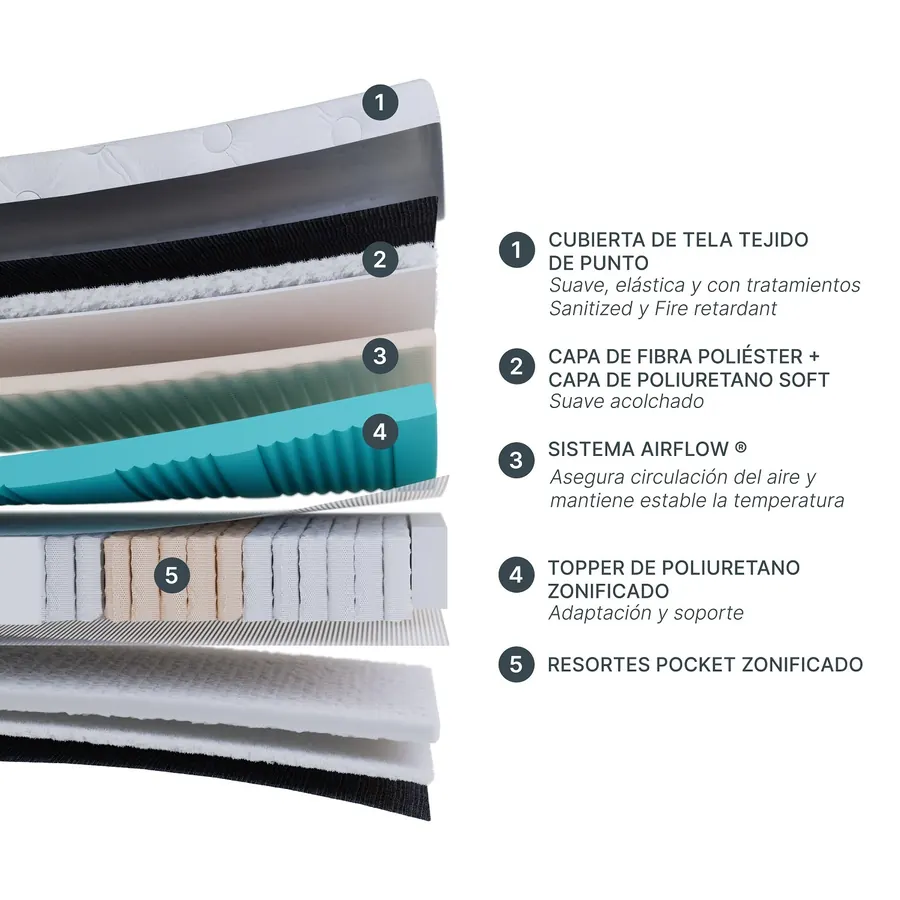 1
2
3
4
5
1
CUBIERTA DE TELA TEJIDO
DE PUNTO
Suave, elástica y con tratamientos
Sanitized y Fire retardant
2
CAPA DE FIBRA POLIÉSTER +
CAPA DE POLIURETANO SOFT
Suave acolchado
3
SISTEMA AIRFLOW ®
Asegura circulación del aire y
mantiene estable la temperatura
4
TOPPER DE POLIURETANO
ZONIFICADO
Adaptación y soporte
5
RESORTES POCKET ZONIFICADO